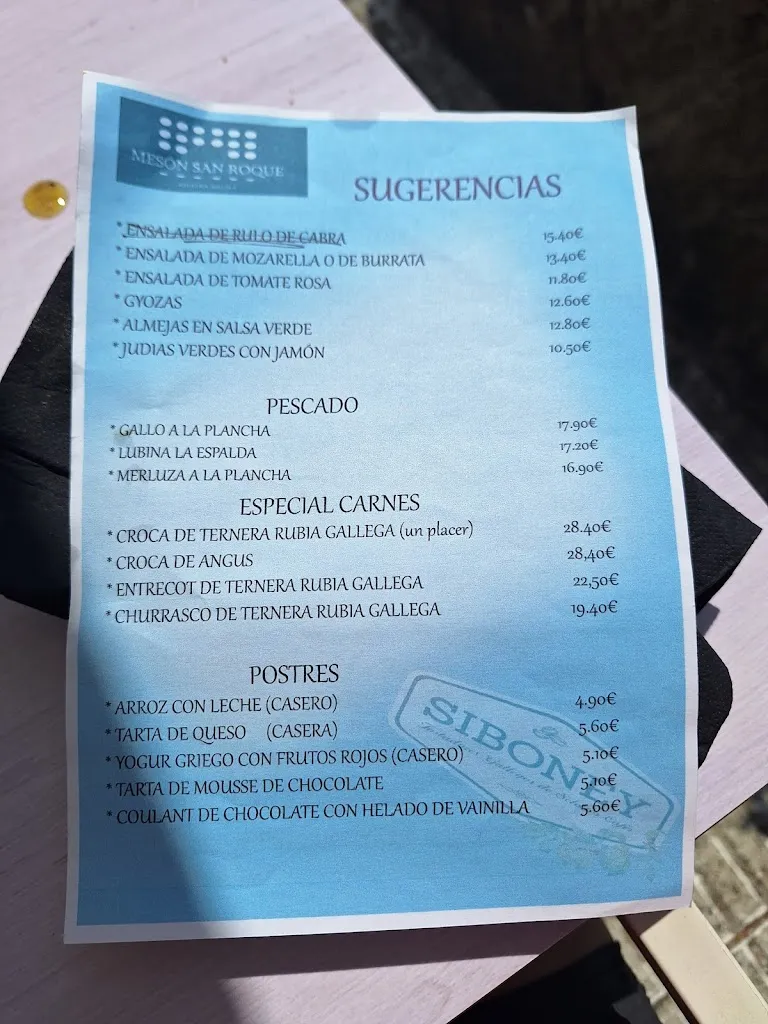 MESÓN SAN ROQUE
SUGERENCIAS
* ENSALADA DE RULO DE CABRA 15.40€
* ENSALADA DE MOZARELLA O DE BURRATA 13.40€
* ENSALADA DE TOMATE ROSA 11.80€
* GYOZAS 12.60€
* ALMEJAS EN SALSA VERDE 12.80€
* JUDIAS VERDES CON JAMÓN 10.50€
PESCADO
* GALLO A LA PLANCHA 17.90€
* LUBINA LA ESPALDA 17.20€
* MERLUZA A LA PLANCHA 16.90€
ESPECIAL CARNES
* CROCA DE TERNERA RUBIA GALLEGA (un placer) 28.40€
* CROCA DE ANGUS 28,40€
* ENTRECOT DE TERNERA RUBIA GALLEGA 22,50€
* CHURRASCO DE TERNERA RUBIA GALLEGA 19.40€
POSTRES
* ARROZ CON LECHE (CASERO) 4.90€
* TARTA DE QUESO (CASERA) 5.60€
* YOGUR GRIEGO CON FRUTOS ROJOS (CASERO) 5.10€
* TARTA DE MOUSSE DE CHOCOLATE 5.10€
* COULANT DE CHOCOLATE CON HELADO DE VAINILLA 5.60€
SIBONEY